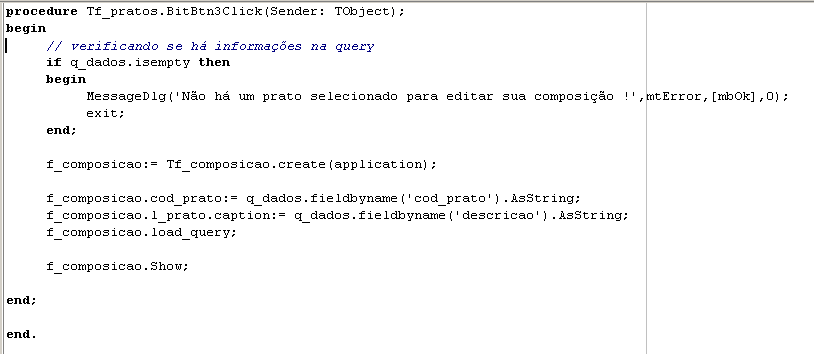 procedure Tf_pratos.BitBtn3Click(Sender: TObject);
begin
// verificando se há informações na query
if q_dados.isempty then
begin
MessageDlg('Não há um prato selecionado para editar sua composição !',mtError,[mbOk],0);
exit;
end;
f_composicao:= Tf_composicao.create(application);
f_composicao.cod_prato:= q_dados.fieldbyname('cod_prato').AsString;
f_composicao.l_prato.caption:= q_dados.fieldbyname('descricao').AsString;
f_composicao.load_query;
f_composicao.Show;
end;
end.